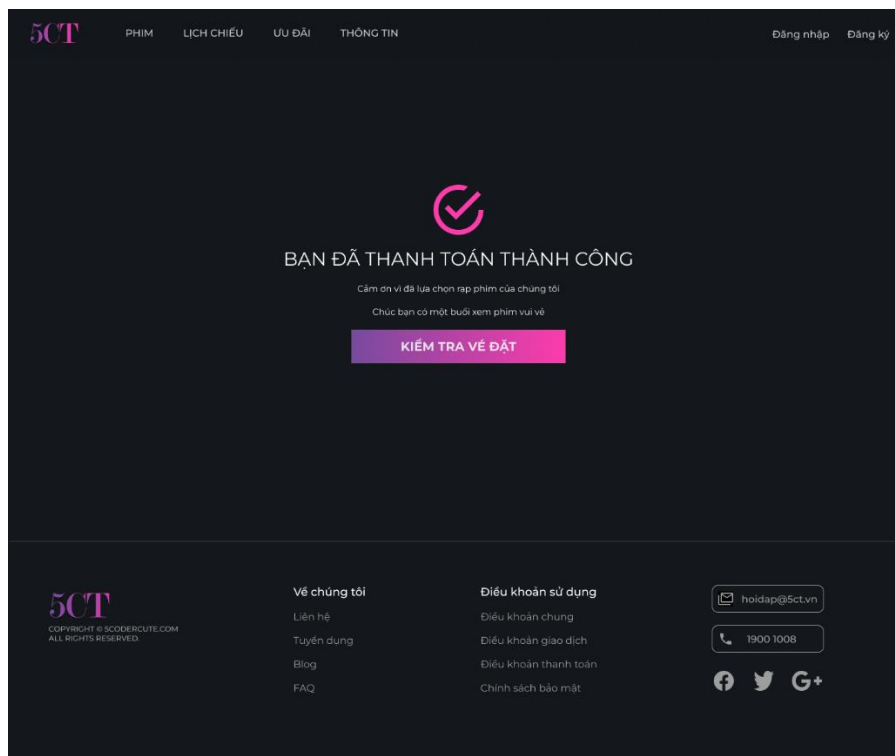 5CT
PHIM
LỊCH CHIẾU
ƯU ĐÃI
THÔNG TIN
Đăng nhập
Đăng ký
BẠN ĐÃ THANH TOÁN THÀNH CÔNG
Cảm ơn vì đã lựa chọn rạp phim của chúng tôi
Chúc bạn có một buổi xem phim vui vẻ
KIỂM TRA VÉ ĐẶT
5CT
COPYRIGHT © 5CODERCUTE.COM
ALL RIGHTS RESERVED.
Về chúng tôi
Liên hệ
Tuyển dụng
Blog
FAQ
Điều khoản sử dụng
Điều khoản chung
Điều khoản giao dịch
Điều khoản thanh toán
Chính sách bảo mật
hoidap@5ct.vn
1900 1008
G+